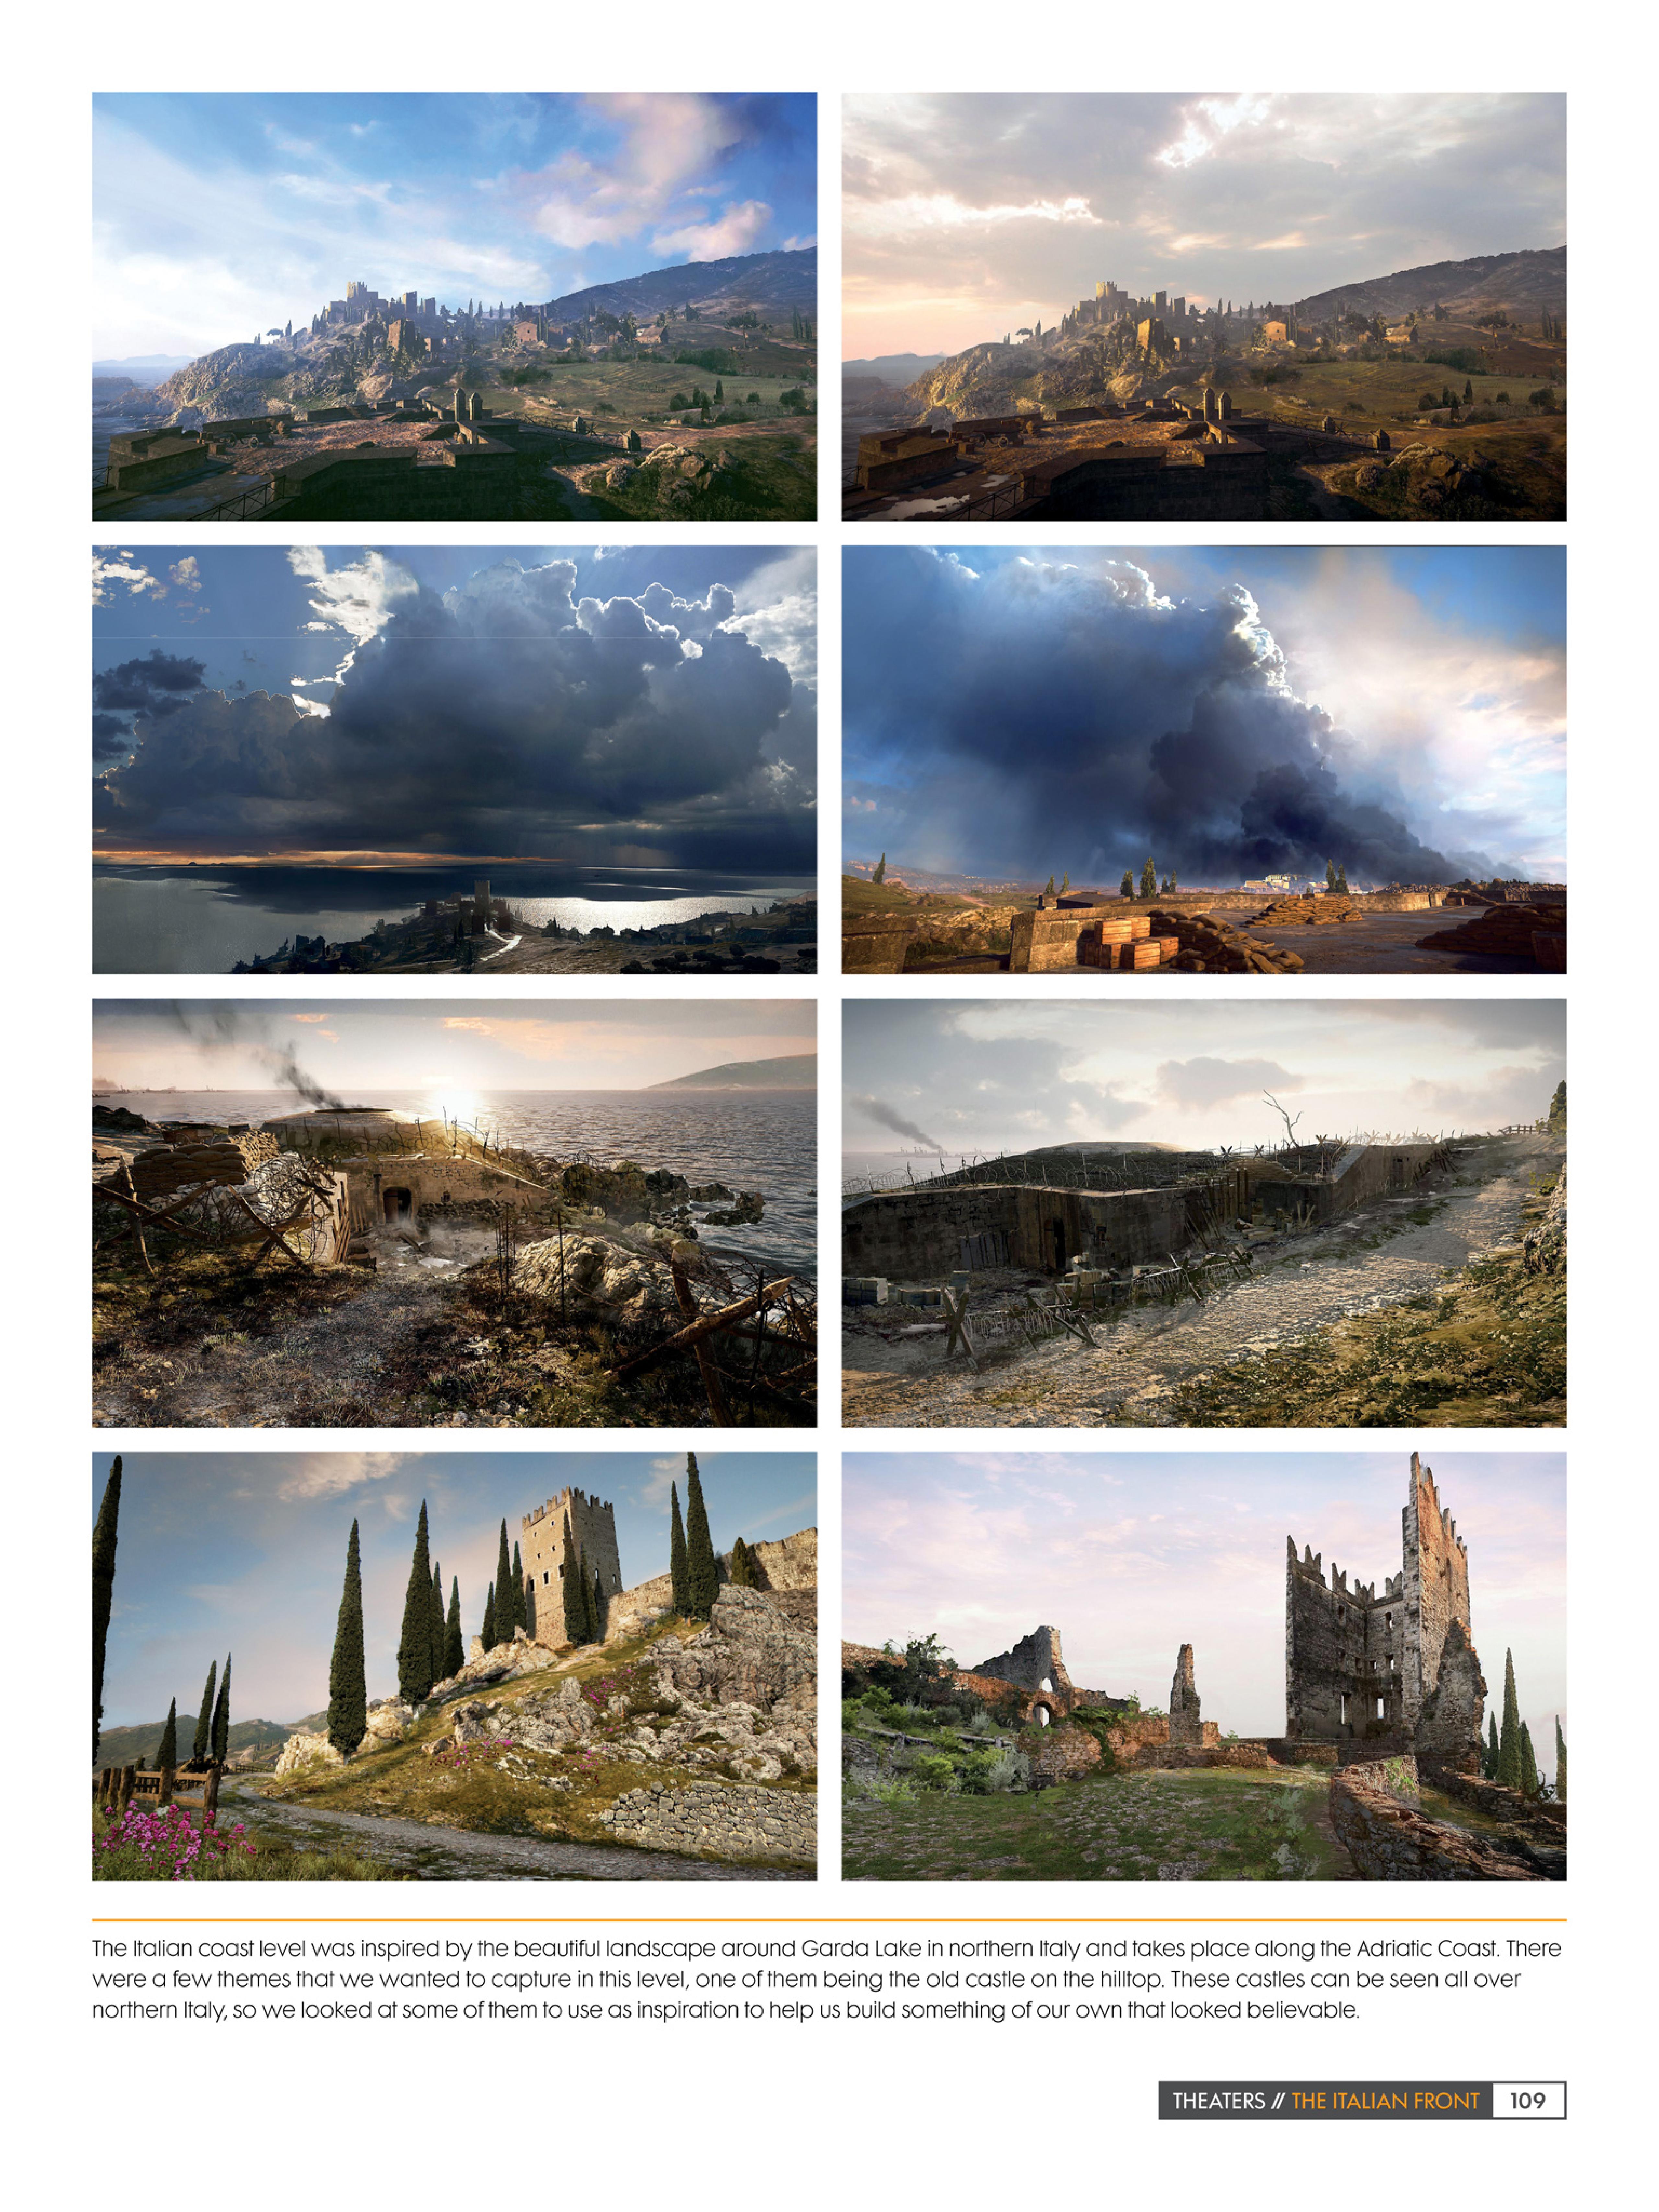 The Italian coast level was inspired by the beautiful landscape around Garda Lake in northern Italy and takes place along the Adriatic Coast. There
were a few themes that we wanted to capture in this level, one of them being the old castle on the hilltop. These castles can be seen all over
northern Italy, so we looked at some of them to use as inspiration to help us build something of our own that looked believable.
THEATERS // THE ITALIAN FRONT 109